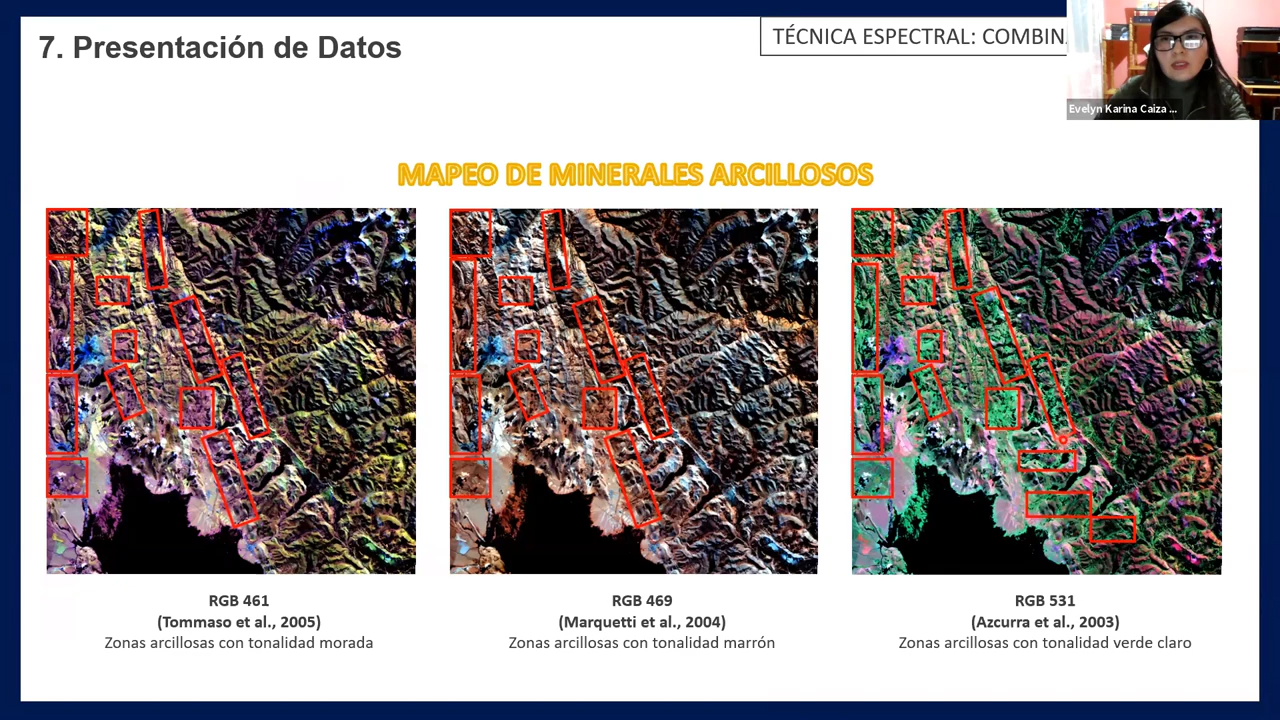 7. Presentación de Datos
TÉCNICA ESPECTRAL:
Evelyn Karina Caiza ...
MAPEO DE MINERALES ARCILLOSOS
RGB 461
(Tommaso et al., 2005)
Zonas arcillosas con tonalidad morada
RGB 469
(Marquetti et al., 2004)
Zonas arcillosas con tonalidad marrón
RGB 531
(Azcurra et al., 2003)
Zonas arcillosas con tonalidad verde claro